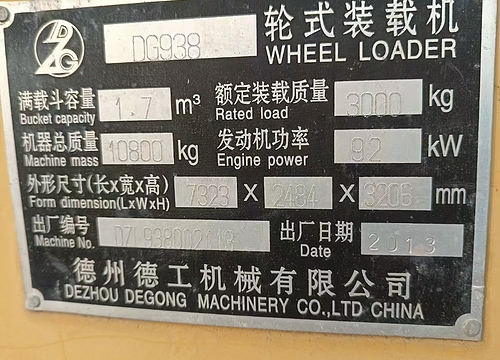 轮式装载机
DG938 WHEEL LOADER
满载斗容量 1.7 m³ 额定装载质量 3000 kg
Bucket capacity Rated load
机器总质量 10800 kg 发动机功率 92 kW
Machine mass Engine power
外形尺寸(长x宽x高) 7323 X 2484 X 3206 mm
Form dimension(LxWxH)
出厂编号 出厂日期 2013
Machine No. Date
德州德工机械有限公司
DEZHOU DEGONG MACHINERY CO.,LTD CHINA